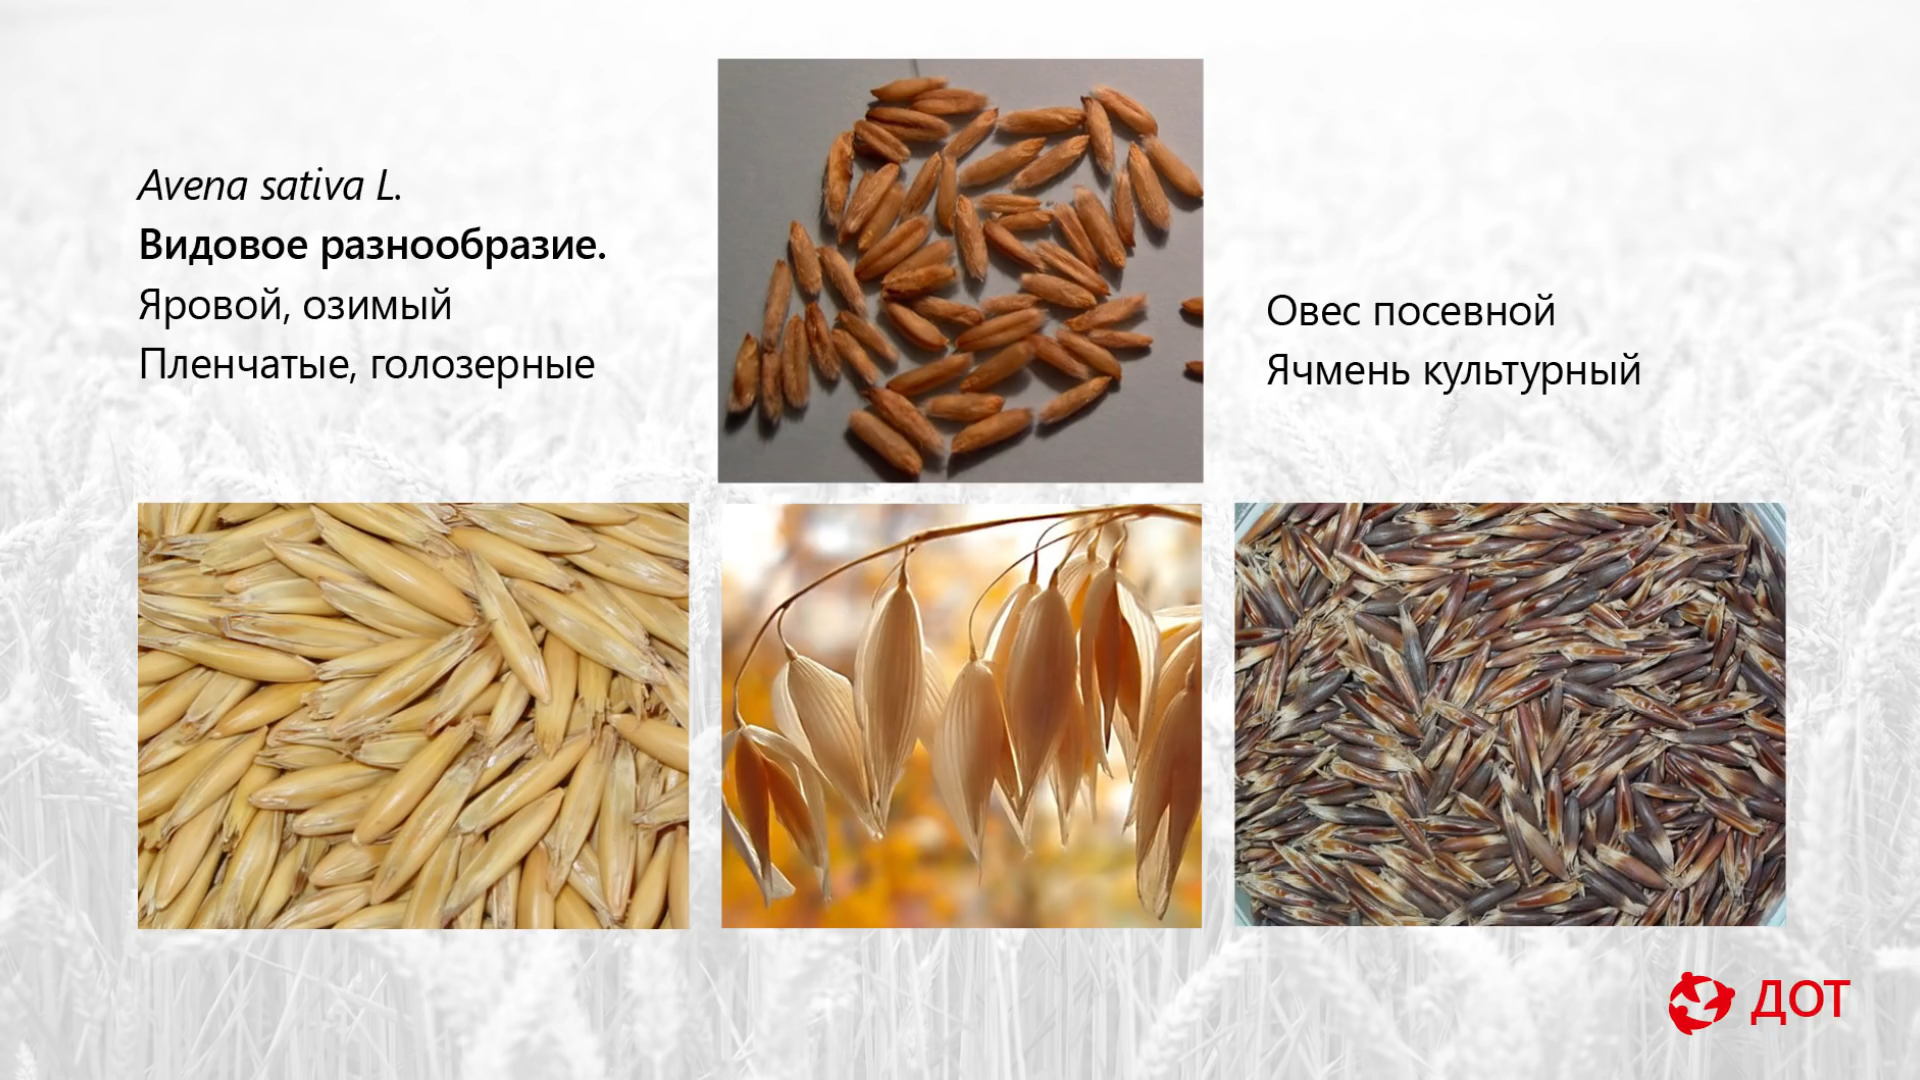 Avena sativa L.
Видовое разнообразие.
Яровой, озимый
Пленчатые, голозерные
Овес посевной
Ячмень культурный
ДОТ